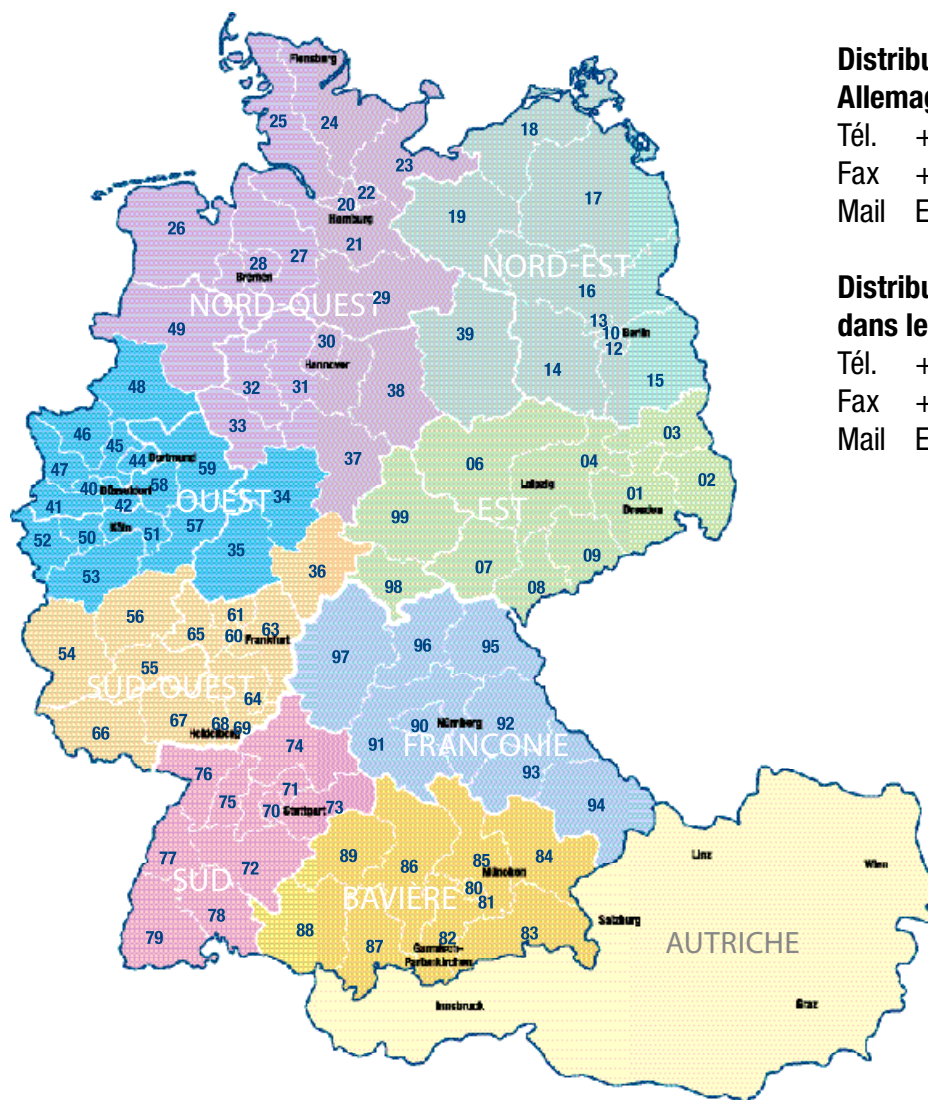 Flensburg
25
24
18
23
22
20
Hamburg
17
19
26
21
27
28
Bremen
NORD-EST
16
29
NORD-OUEST
49
13
10
Berlin
12
39
30
Hannover
14
15
48
32
31
38
33
46
45
44
Dortmund
59
37
03
06
04
47
40
Düsseldorf
58
Leipzig
02
01
34
OUEST
EST
Dresden
41
42
99
Köln
52
50
51
57
35
09
53
36
07
98
08
56
61
63
65
60
Frankfurt
97
96
95
54
55
SUD-OUEST
64
67
68
69
Heidelberg
66
90
Nürnberg
92
91
FRANCONIE
74
76
93
71
75
70
Stuttgart
73
94
77
72
89
86
85
84
München
Linz
Wien
SUD
80
BAVIÈRE
81
78
88
79
87
82
83
Garmisch-
Partenkirchen
Salzburg
AUTRICHE
Innsbruck
Graz
Distribu
Allemag
Tél. +
Fax +
Mail E
Distribu
dans le
Tél. +
Fax +
Mail E